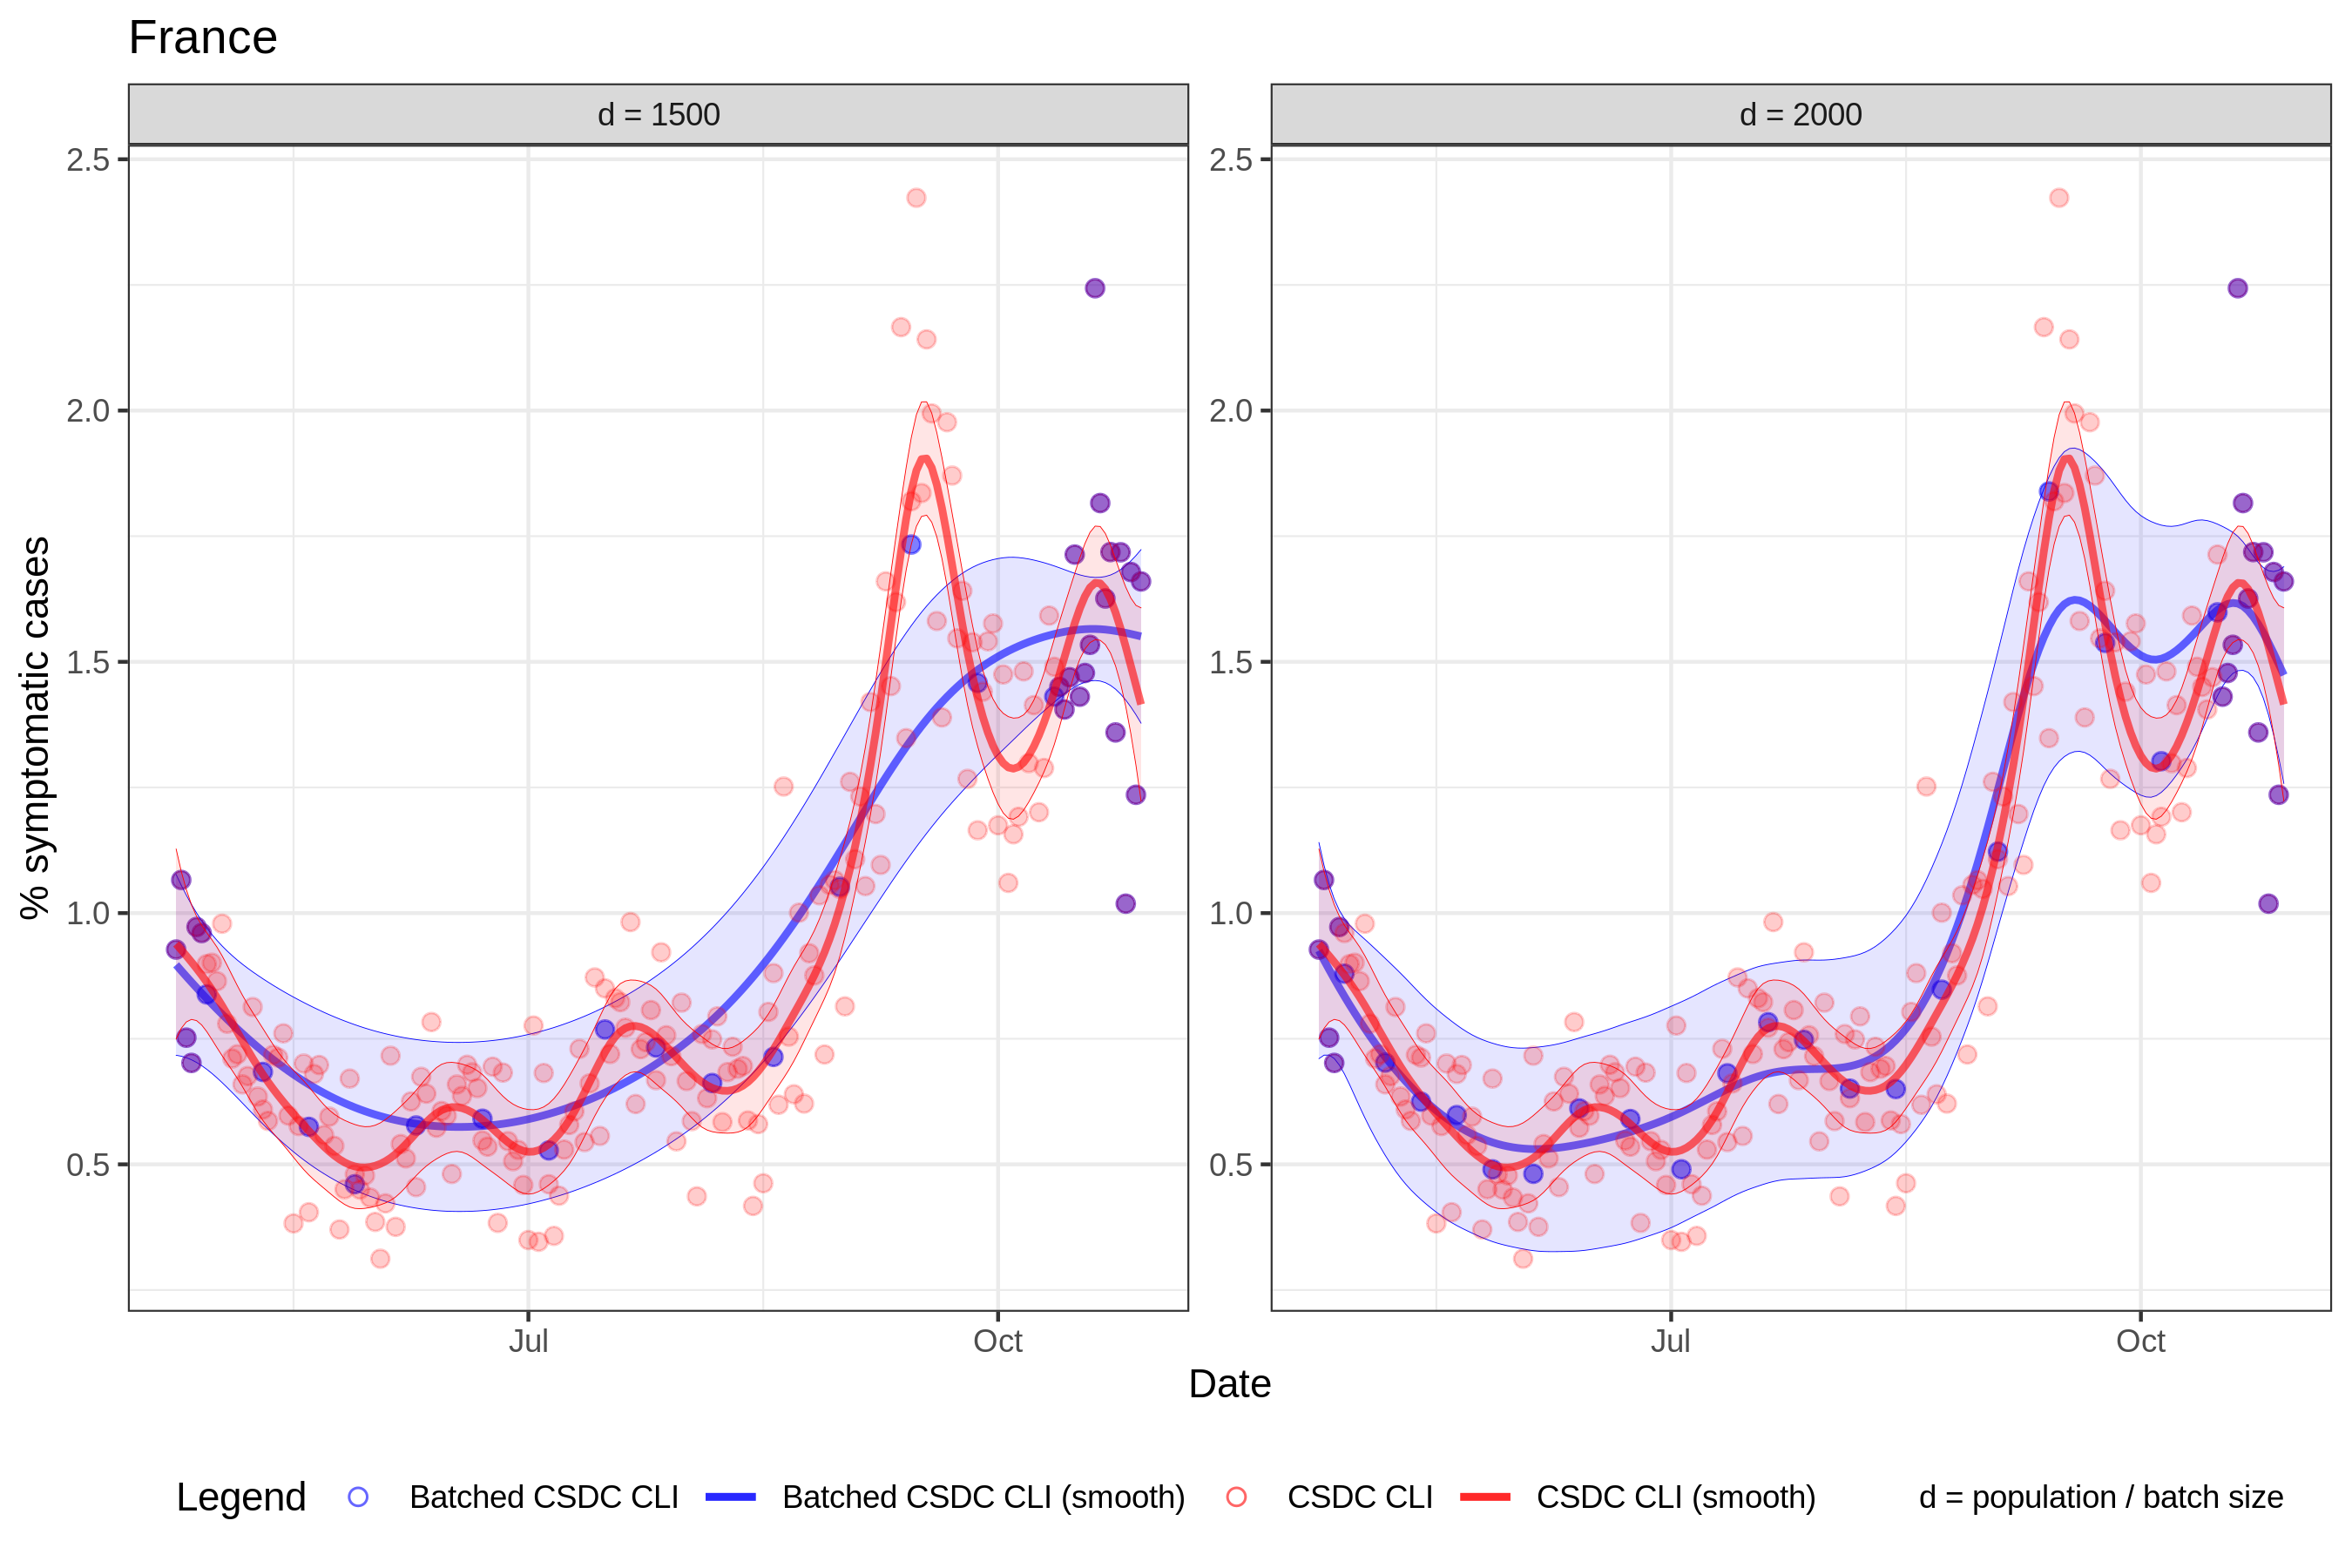 France
d = 1500
d = 2000
2.5
2.0
1.5
1.0
0.5
2.5
2.0
1.5
1.0
0.5
% symptomatic cases
Jul
Oct
Jul
Oct
Date
Legend Batched CSDC CLI Batched CSDC CLI (smooth) CSDC CLI CSDC CLI (smooth) d = population / batch size